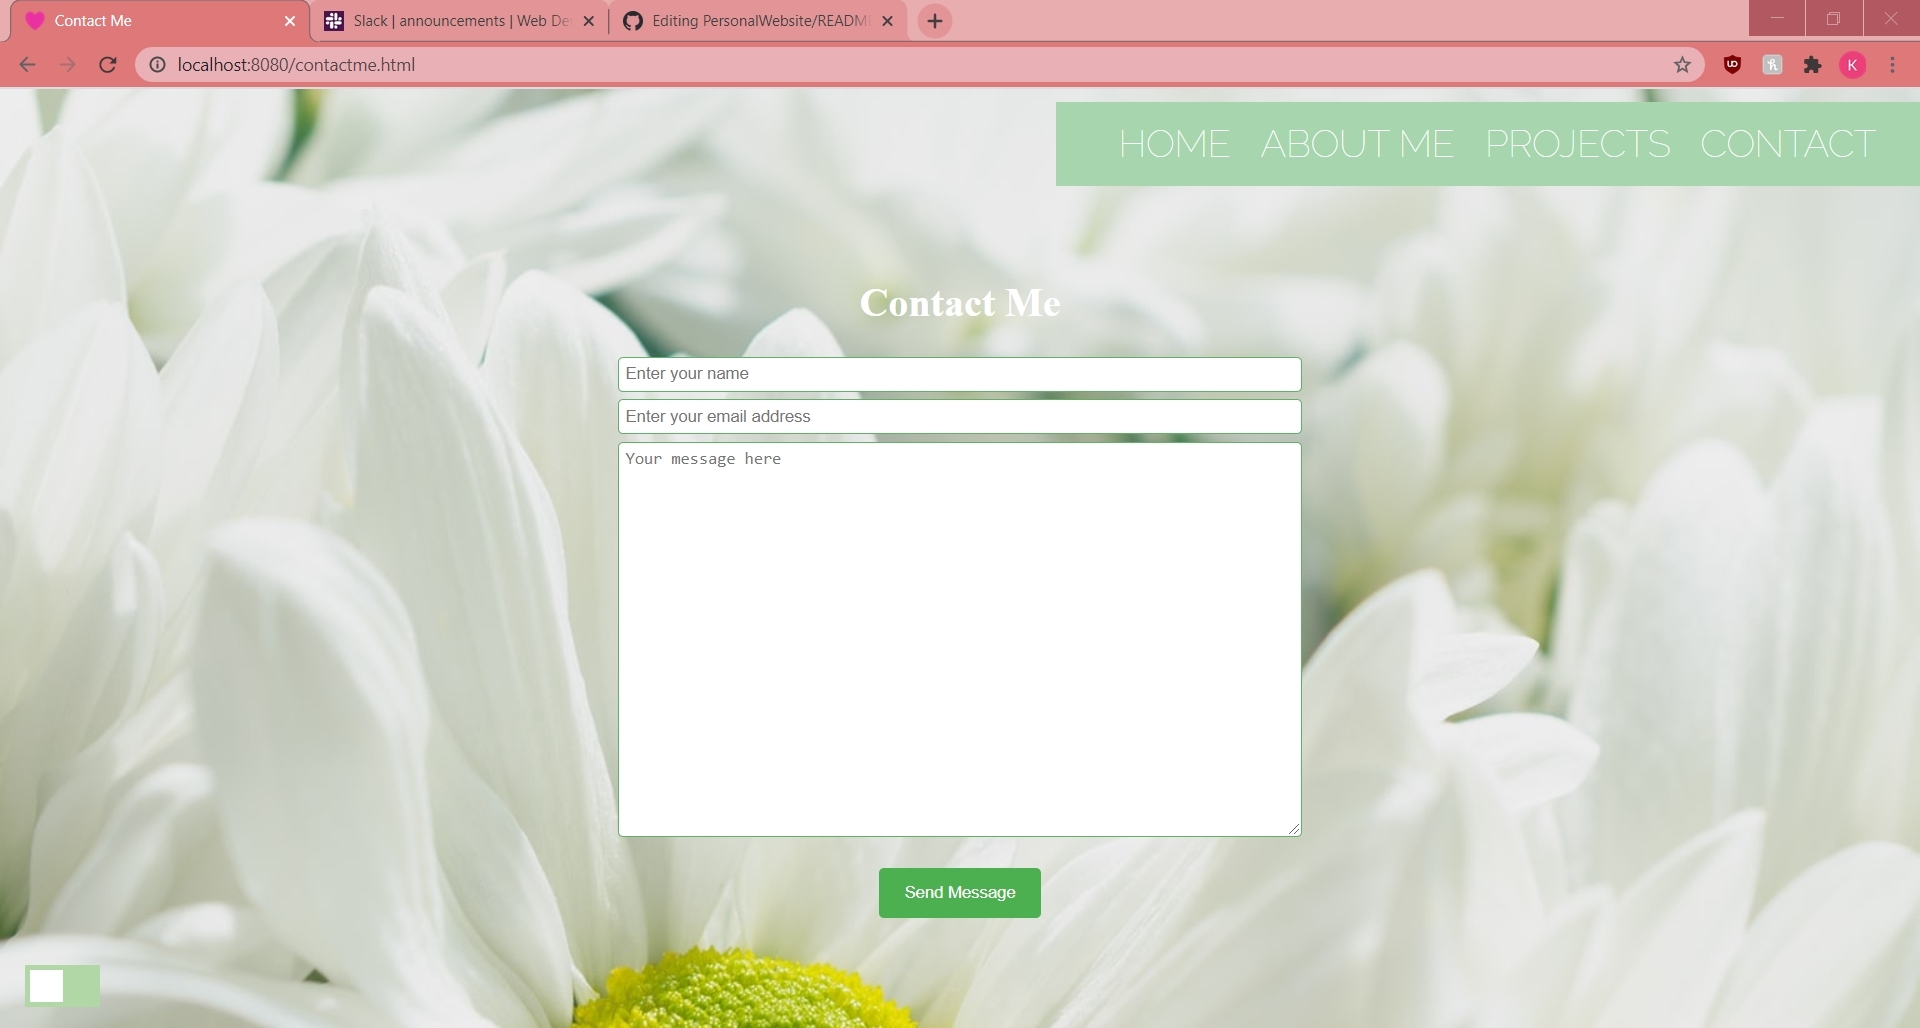 Contact Me
Slack | announcements | Web De
Editing PersonalWebsite/READM
localhost:8080/contactme.html
K
HOME ABOUT ME PROJECTS CONTACT
Contact Me
Enter your name
Enter your email address
Your message here
Send Message